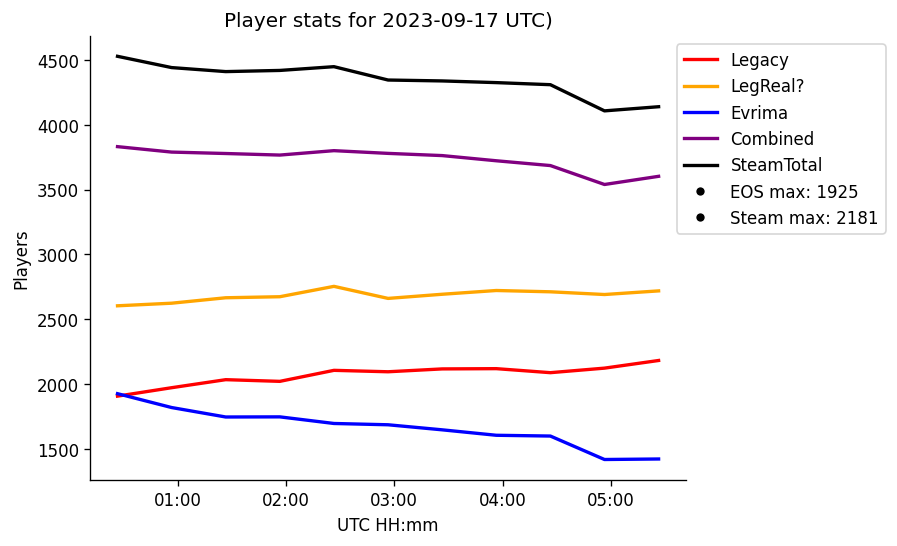 Player stats for 2023-09-17 UTC)
4500
4000
3500
3000
2500
2000
1500
Players
01:00 02:00 03:00 04:00 05:00
UTC HH:mm
Legacy
LegReal?
Evrima
Combined
SteamTotal
EOS max: 1925
Steam max: 2181